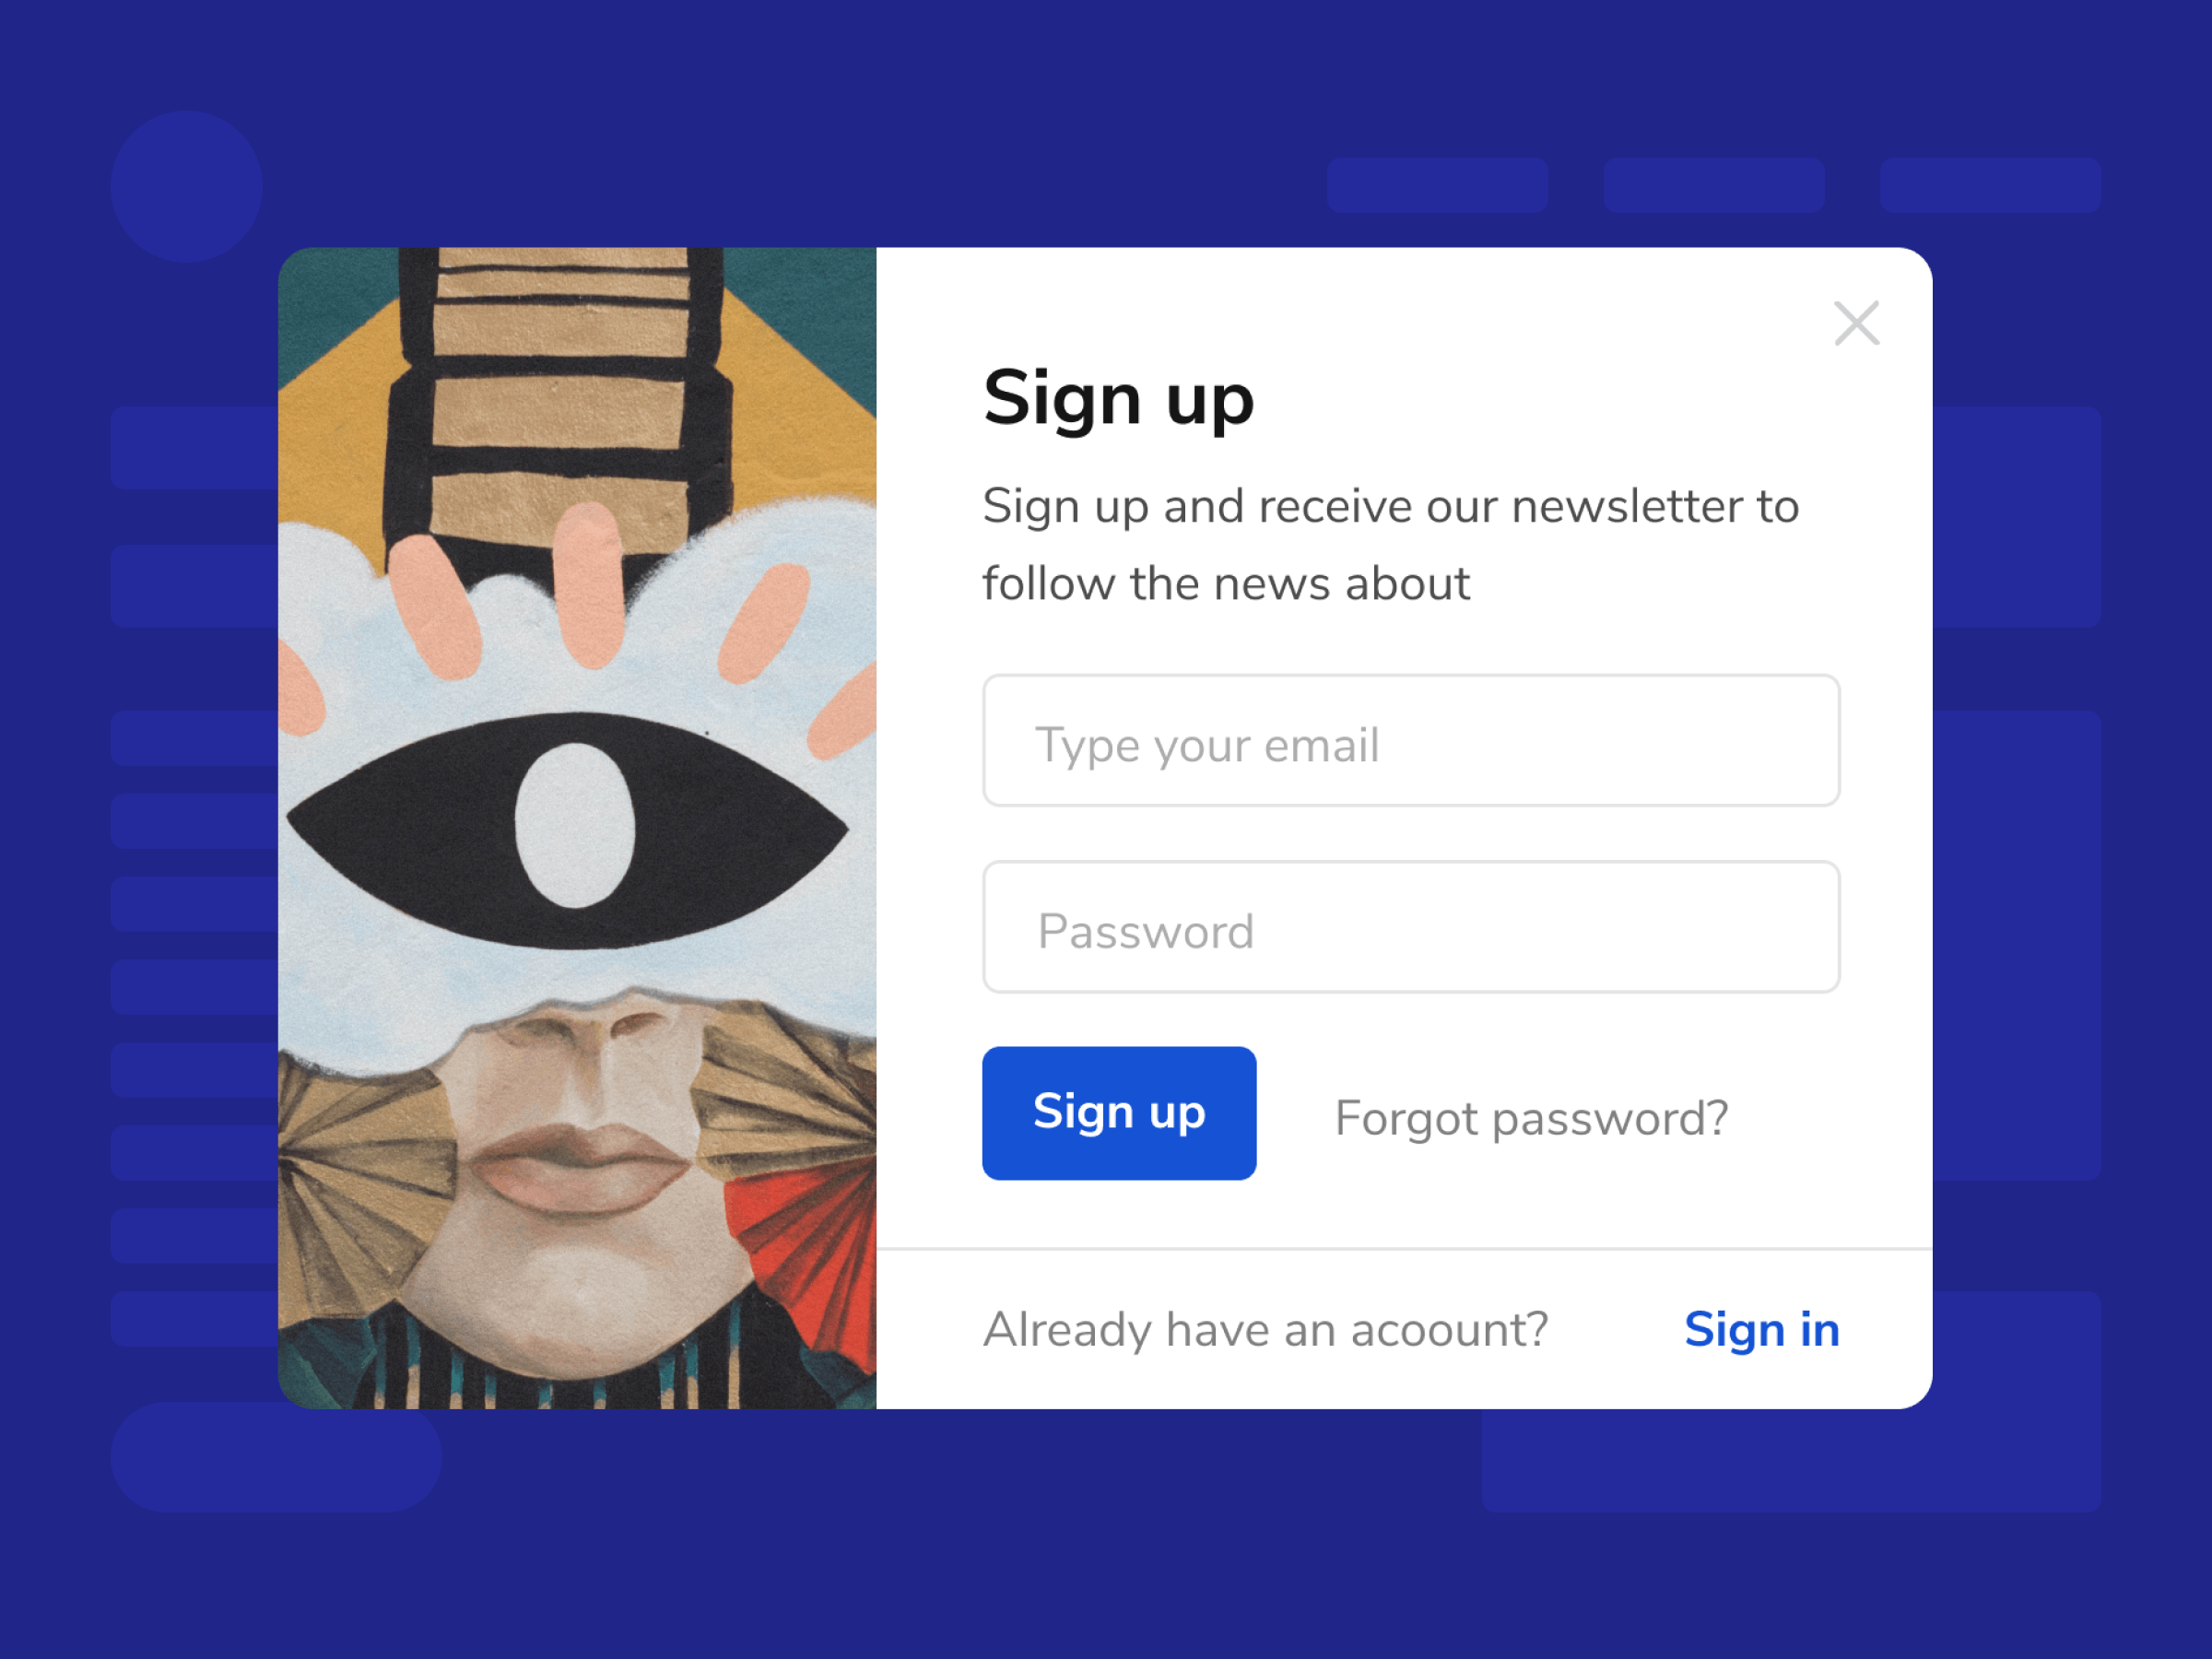 Sign up
Sign up and receive our newsletter to
follow the news about
Type your email
Password
Sign up
Forgot password?
Already have an acoount?
Sign in